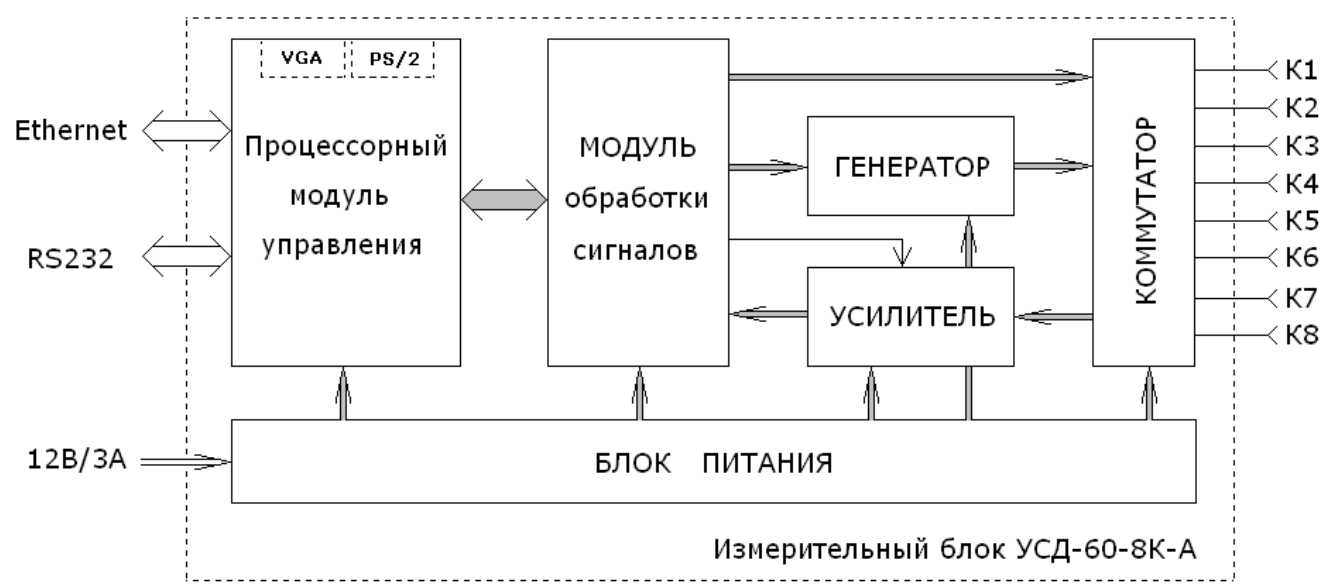 VGA
PS/2
Ethernet
RS232
12В/3А
Процессорный
модуль
управления
МОДУЛЬ
обработки
сигналов
ГЕНЕРАТОР
УСИЛИТЕЛЬ
КОММУТАТОР
К1
К2
К3
К4
К5
К6
К7
К8
БЛОК ПИТАНИЯ
Измерительный блок УСД-60-8К-А